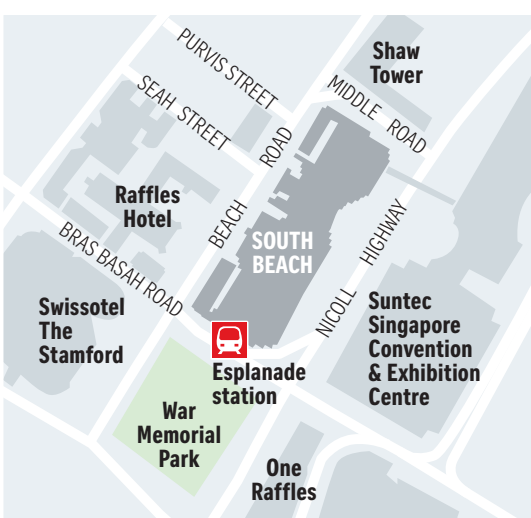 PURVIS STREET
Shaw
Tower
SEAH STREET
MIDDLE ROAD
BEACH ROAD
Raffles
Hotel
BRAS BASAH ROAD
SOUTH
BEACH
NICOLL HIGHWAY
Swissotel
The
Stamford
Suntec
Singapore
Convention
& Exhibition
Centre
Esplanade
station
War
Memorial
Park
One
Raffles